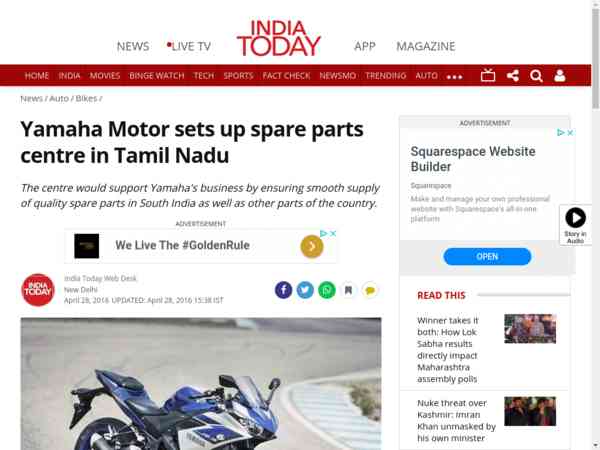 NEWS
LIVE TV
INDIA
TODAY
APP
MAGAZINE
HOME INDIA MOVIES BINGE WATCH TECH SPORTS FACT CHECK NEWSMO TRENDING AUTO
News / Auto / Bikes /
Yamaha Motor sets up spare parts
centre in Tamil Nadu
The centre would support Yamaha's business by ensuring smooth supply
of quality spare parts in South India as well as other parts of the country.
ADVERTISEMENT
We Live The #GoldenRule
INDIA
TODAY
India Today Web Desk
New Delhi
April 28, 2016 UPDATED: April 28, 2016 15:38 IST
YAMAHA
ADVERTISEMENT
Squarespace Website
Builder
Squarespace
Make and manage your own professional
website with Squarespace's all-in-one
platform
OPEN
Story in
Audio
READ THIS
Winner takes it
both: How Lok
Sabha results
directly impact
Maharashtra
assembly polls
Nuke threat over
Kashmir: Imran
Khan unmasked by
his own minister